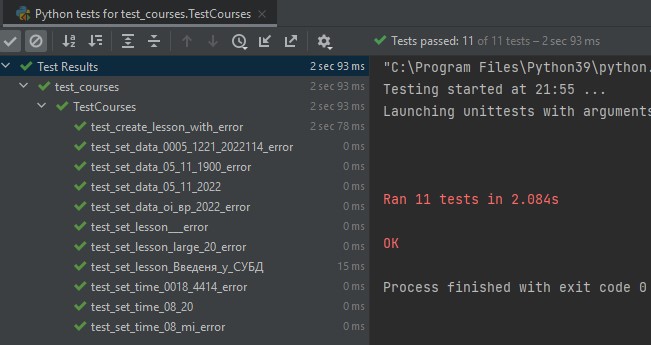 Python tests for test_courses.TestCourses
Tests passed: 11 of 11 tests – 2 sec 93 ms
Test Results 2 sec 93 ms
test_courses 2 sec 93 ms
TestCourses 2 sec 93 ms
test_create_lesson_with_error 2 sec 78 ms
test_set_data_0005_1221_2022114_error 0 ms
test_set_data_05_11_1900_error 0 ms
test_set_data_05_11_2022 0 ms
test_set_data_oi_вр_2022_error 0 ms
test_set_lesson___error 0 ms
test_set_lesson_large_20_error 0 ms
test_set_lesson_Введеня_у_СУБД 15 ms
test_set_time_0018_4414_error 0 ms
test_set_time_08_20 0 ms
test_set_time_08_mi_error 0 ms
"C:\Program Files\Python39\python.
Testing started at 21:55 ...
Launching unittests with arguments
Ran 11 tests in 2.084s
OK
Process finished with exit code 0